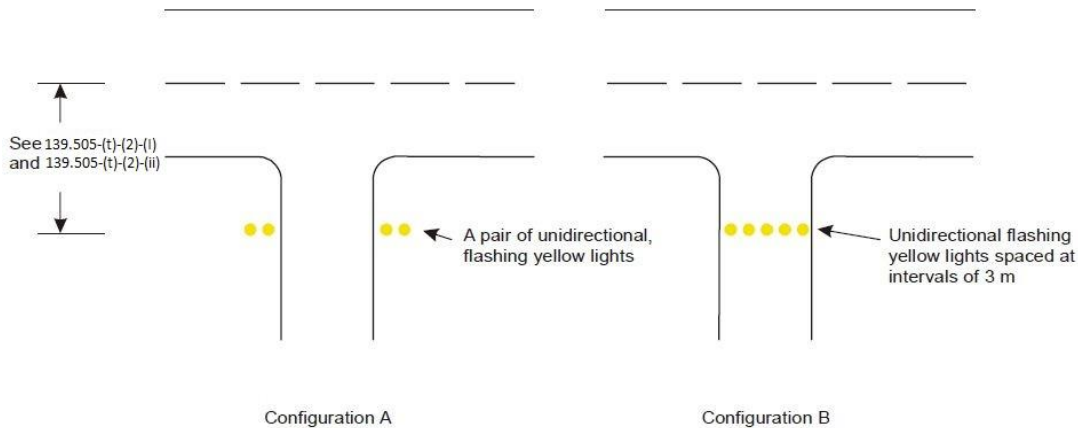 See 139.505-(t)-(2)-(I)
and 139.505-(t)-(2)-(ii)
A pair of unidirectional,
flashing yellow lights
Unidirectional flashing
yellow lights spaced at
intervals of 3 m
Configuration A
Configuration B